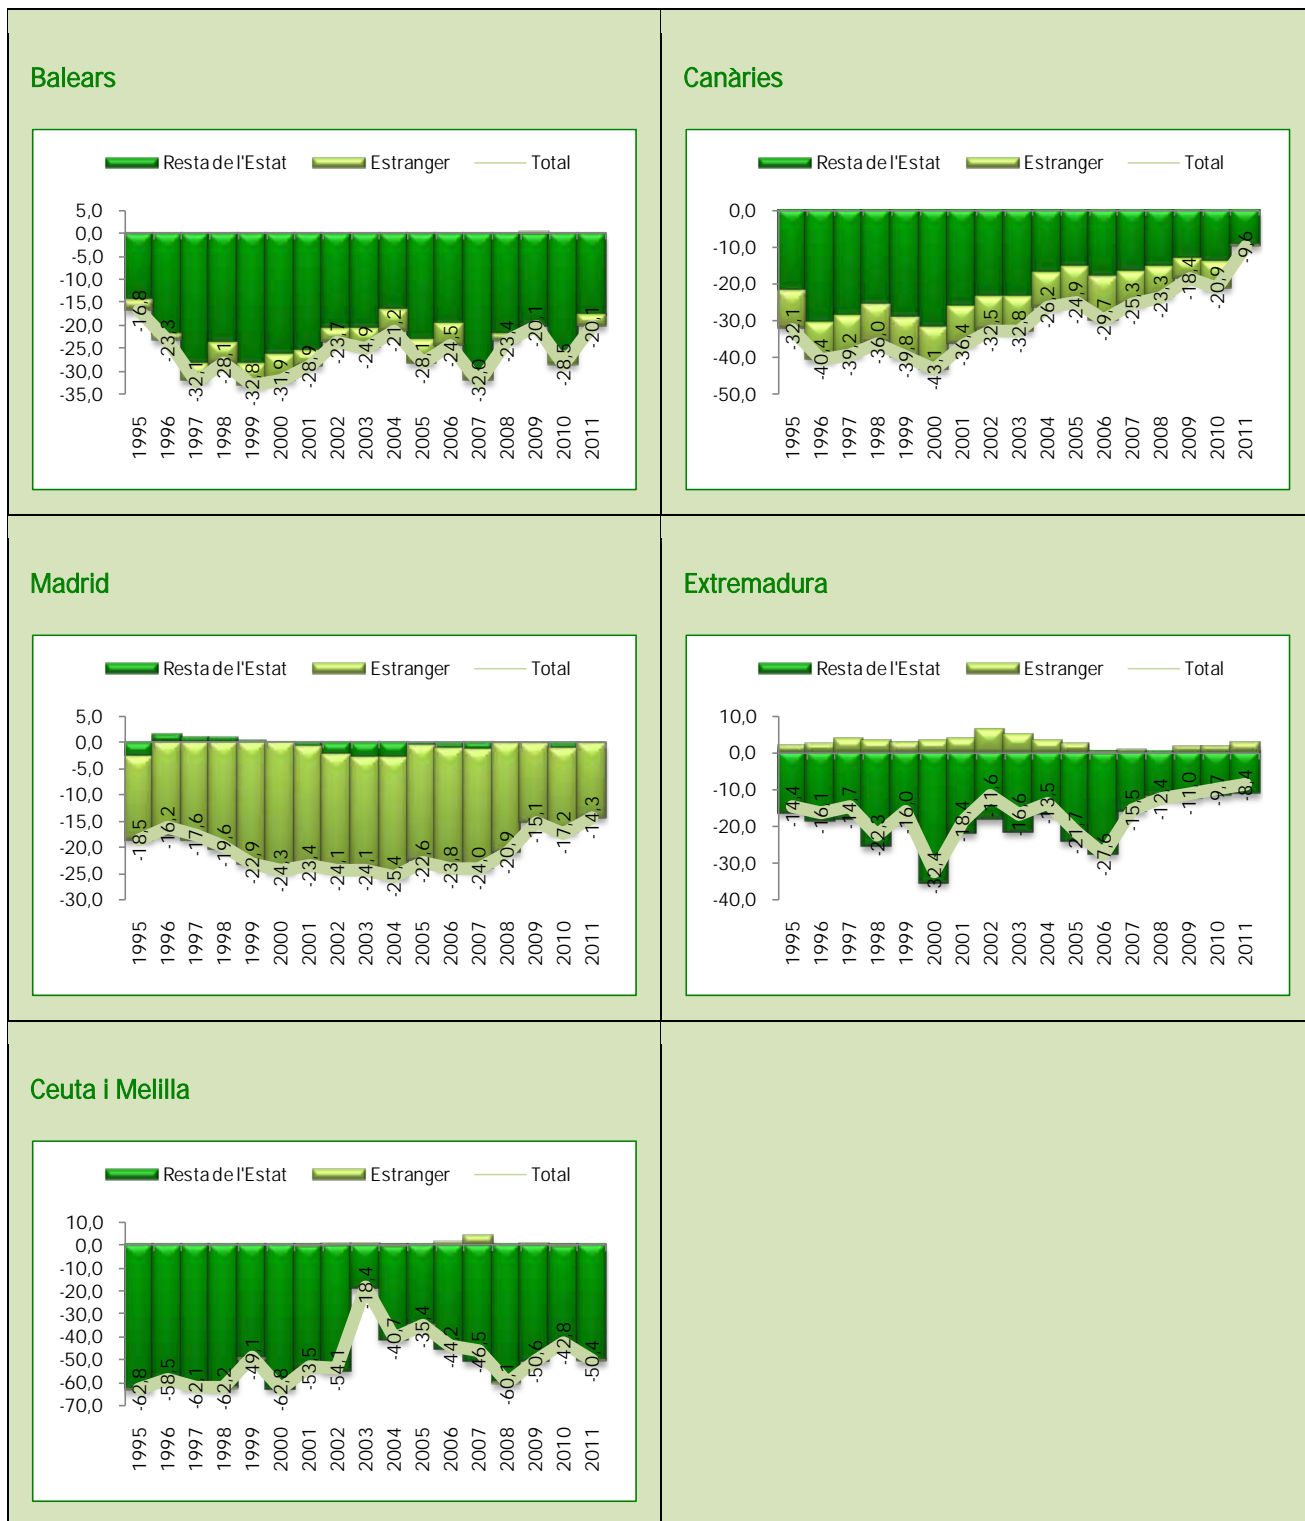 Balears
Resta de l'Estat Estranger Total
5,0
0,0
-5,0
-10,0
-15,0
-20,0
-25,0
-30,0
-35,0
-16,8 -23,3 -32,1 -28,1 -32,8 -31,9 -28,9 -23,7 -24,9 -21,2 -28,1 -24,5 -32,0 -23,4 -20,1 -28,5 -20,1
1995 1996 1997 1998 1999 2000 2001 2002 2003 2004 2005 2006 2007 2008 2009 2010 2011
Canàries
Resta de l'Estat Estranger Total
0,0
-10,0
-20,0
-30,0
-40,0
-50,0
-32,1 -40,4 -39,2 -36,0 -39,8 -43,1 -36,4 -32,5 -32,8 -26,2 -24,9 -29,7 -25,3 -23,3 -18,4 -20,9 -9,6
1995 1996 1997 1998 1999 2000 2001 2002 2003 2004 2005 2006 2007 2008 2009 2010 2011
Madrid
Resta de l'Estat Estranger Total
5,0
0,0
-5,0
-10,0
-15,0
-20,0
-25,0
-30,0
-18,5 -16,2 -17,6 -19,6 -22,9 -24,3 -23,4 -24,1 -24,1 -25,4 -22,6 -23,8 -24,0 -20,9 -15,1 -17,2 -14,3
1995 1996 1997 1998 1999 2000 2001 2002 2003 2004 2005 2006 2007 2008 2009 2010 2011
Extremadura
Resta de l'Estat Estranger Total
10,0
0,0
-10,0
-20,0
-30,0
-40,0
-14,4 -16,1 -14,7 -22,3 -16,0 -32,4 -18,4 -11,6 -16,6 -13,5 -21,7 -27,6 -15,5 -12,4 -11,0 -9,7 -8,4
1995 1996 1997 1998 1999 2000 2001 2002 2003 2004 2005 2006 2007 2008 2009 2010 2011
Ceuta i Melilla
Resta de l'Estat Estranger Total
10,0
0,0
-10,0
-20,0
-30,0
-40,0
-50,0
-60,0
-70,0
-62,8 -58,5 -62,1 -62,2 -49,1 -62,8 -53,5 -54,1 -18,4 -40,7 -35,4 -44,2 -46,5 -60,1 -50,6 -42,8 -50,4
1995 1996 1997 1998 1999 2000 2001 2002 2003 2004 2005 2006 2007 2008 2009 2010 2011